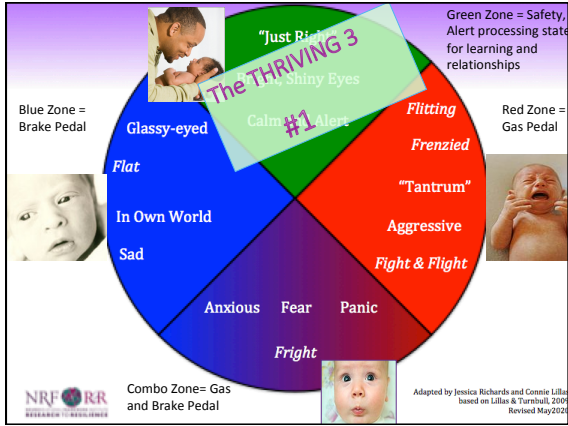 Green Zone = Safety,
Alert processing state
for learning and
relationships
"Just Right"
The THRIVING 3
#1
Shiny Eyes
Alert
Blue Zone =
Brake Pedal
Red Zone =
Gas Pedal
Glassy-eyed
Flat
In Own World
Sad
Flitting
Frenzied
"Tantrum"
Aggressive
Fight & Flight
Anxious Fear Panic
Fright
Combo Zone= Gas
and Brake Pedal
NRF RR
RESEARCH TO RESILIENCE
Adapted by Jessica Richards and Connie Lillas
based on Lillas & Turnbull, 2009
Revised May2020